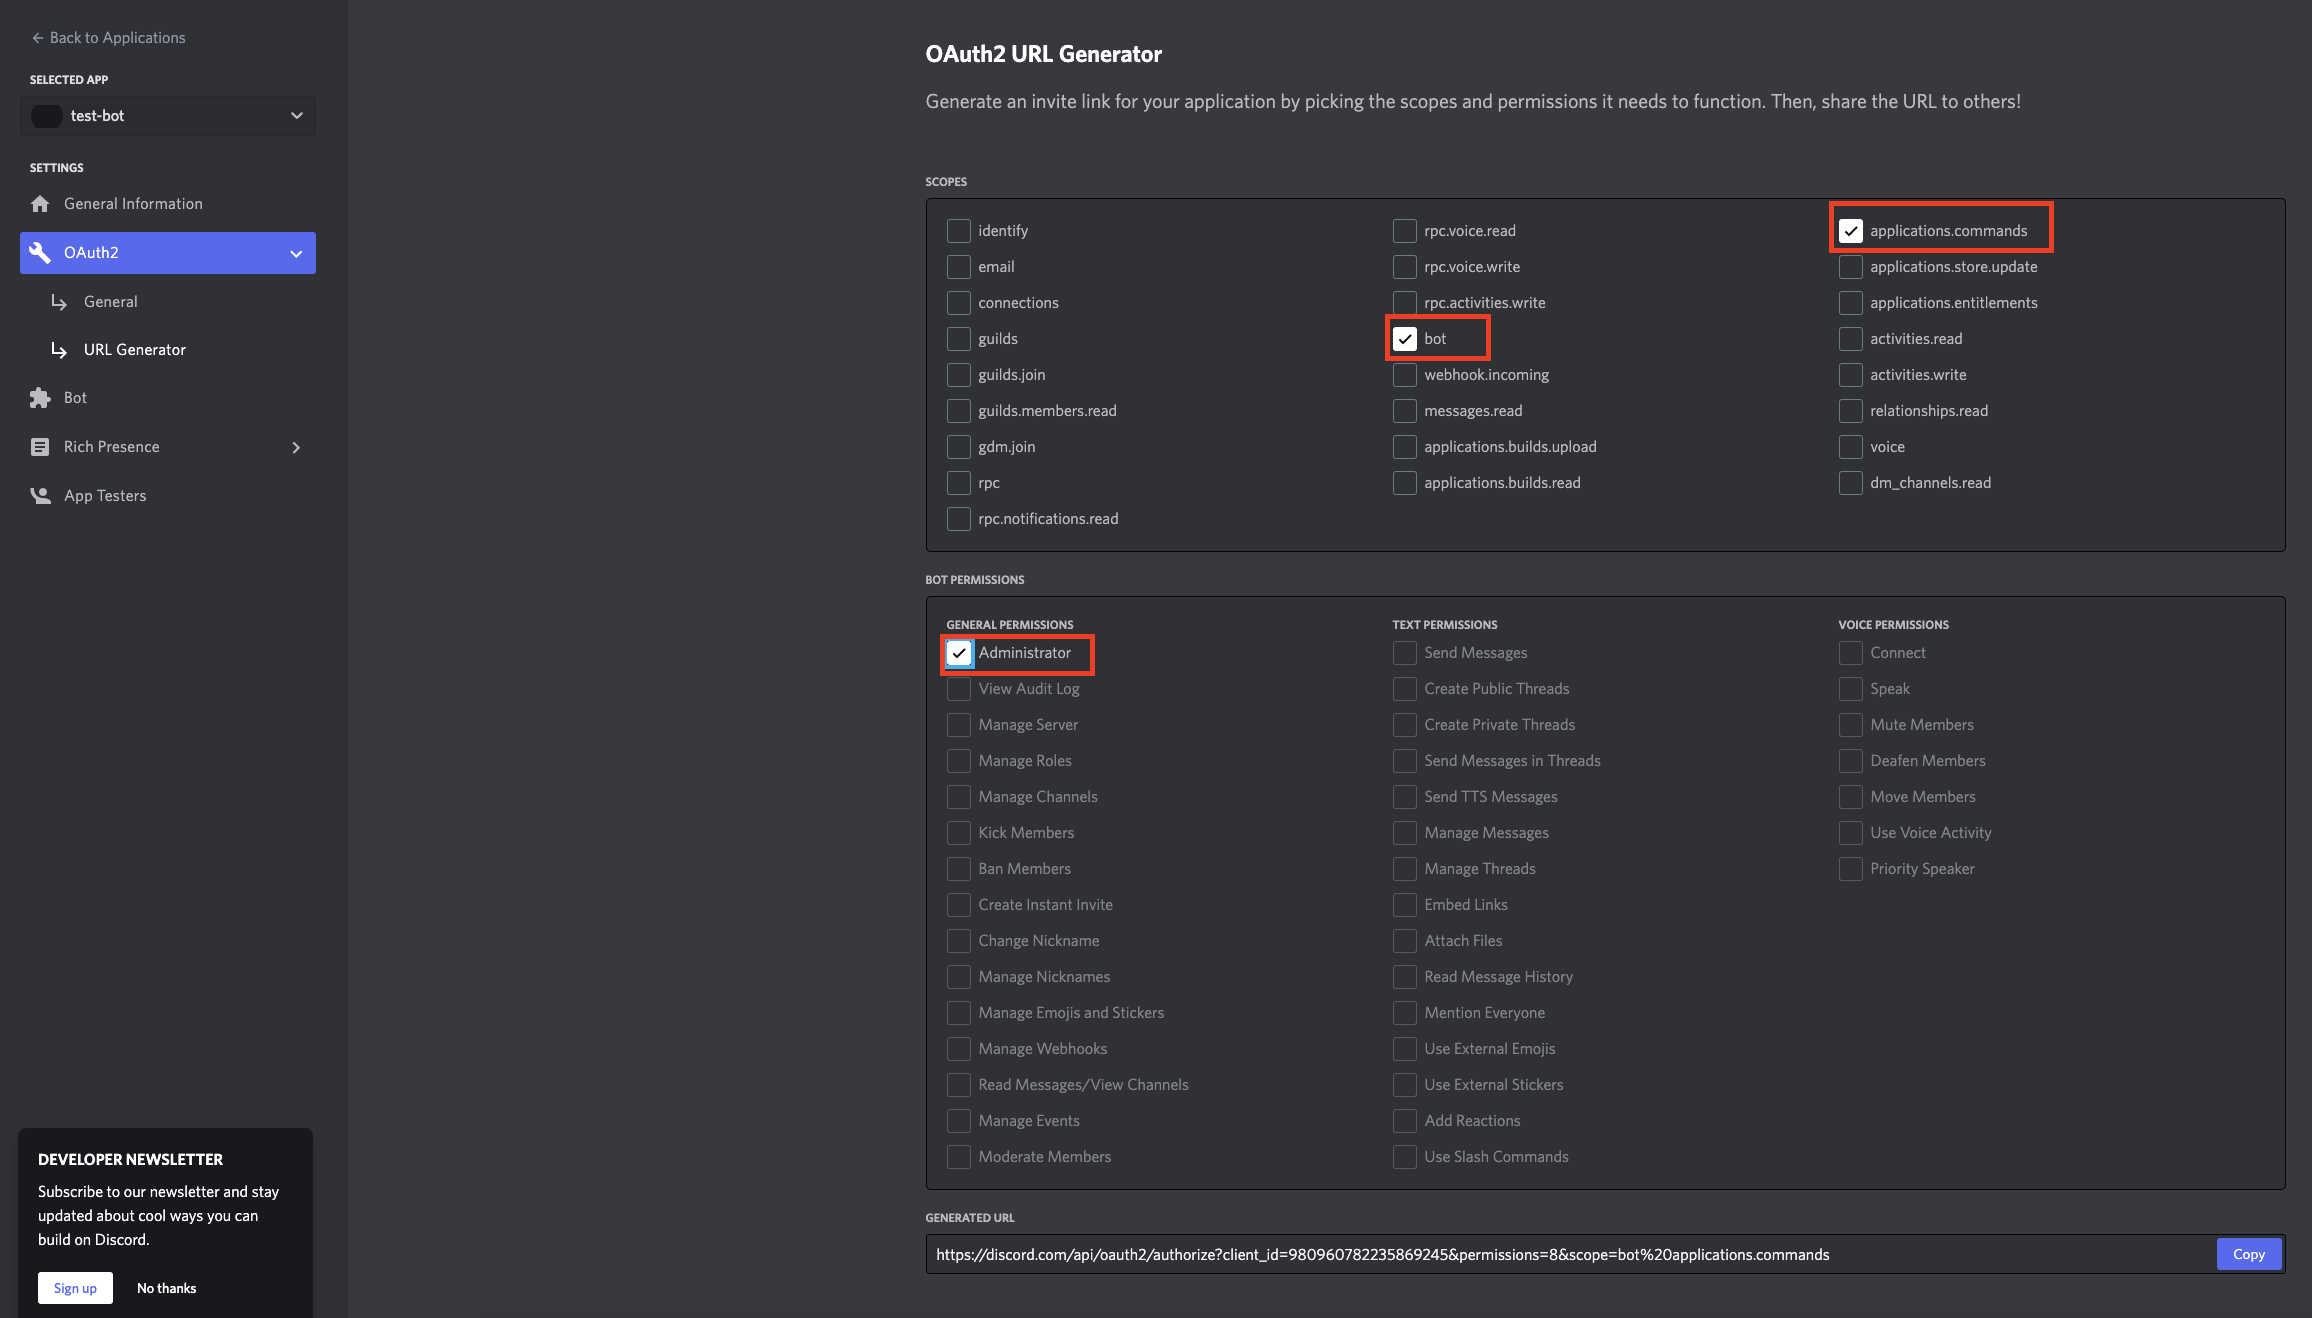 Back to Applications
SELECTED APP
test-bot
SETTINGS
General Information
OAuth2
General
URL Generator
Bot
Rich Presence
App Testers
DEVELOPER NEWSLETTER
Subscribe to our newsletter and stay
updated about cool ways you can
build on Discord.
Sign up
No thanks
OAuth2 URL Generator
Generate an invite link for your application by picking the scopes and permissions it needs to function. Then, share the URL to others!
SCOPES
identify
email
connections
guilds
guilds.join
guilds.members.read
gdm.join
rpc
rpc.notifications.read
rpc.voice.read
rpc.voice.write
rpc.activities.write
bot
webhook.incoming
messages.read
applications.builds.upload
applications.builds.read
applications.commands
applications.store.update
applications.entitlements
activities.read
activities.write
relationships.read
voice
dm_channels.read
BOT PERMISSIONS
GENERAL PERMISSIONS
Administrator
View Audit Log
Manage Server
Manage Roles
Manage Channels
Kick Members
Ban Members
Create Instant Invite
Change Nickname
Manage Nicknames
Manage Emojis and Stickers
Manage Webhooks
Read Messages/View Channels
Manage Events
Moderate Members
TEXT PERMISSIONS
Send Messages
Create Public Threads
Create Private Threads
Send Messages in Threads
Send TTS Messages
Manage Messages
Manage Threads
Embed Links
Attach Files
Read Message History
Mention Everyone
Use External Emojis
Use External Stickers
Add Reactions
Use Slash Commands
VOICE PERMISSIONS
Connect
Speak
Mute Members
Deafen Members
Move Members
Use Voice Activity
Priority Speaker
GENERATED URL
https://discord.com/api/oauth2/authorize?client_id=980960782235869245&permissions=8&scope=bot%20applications.commands
Copy